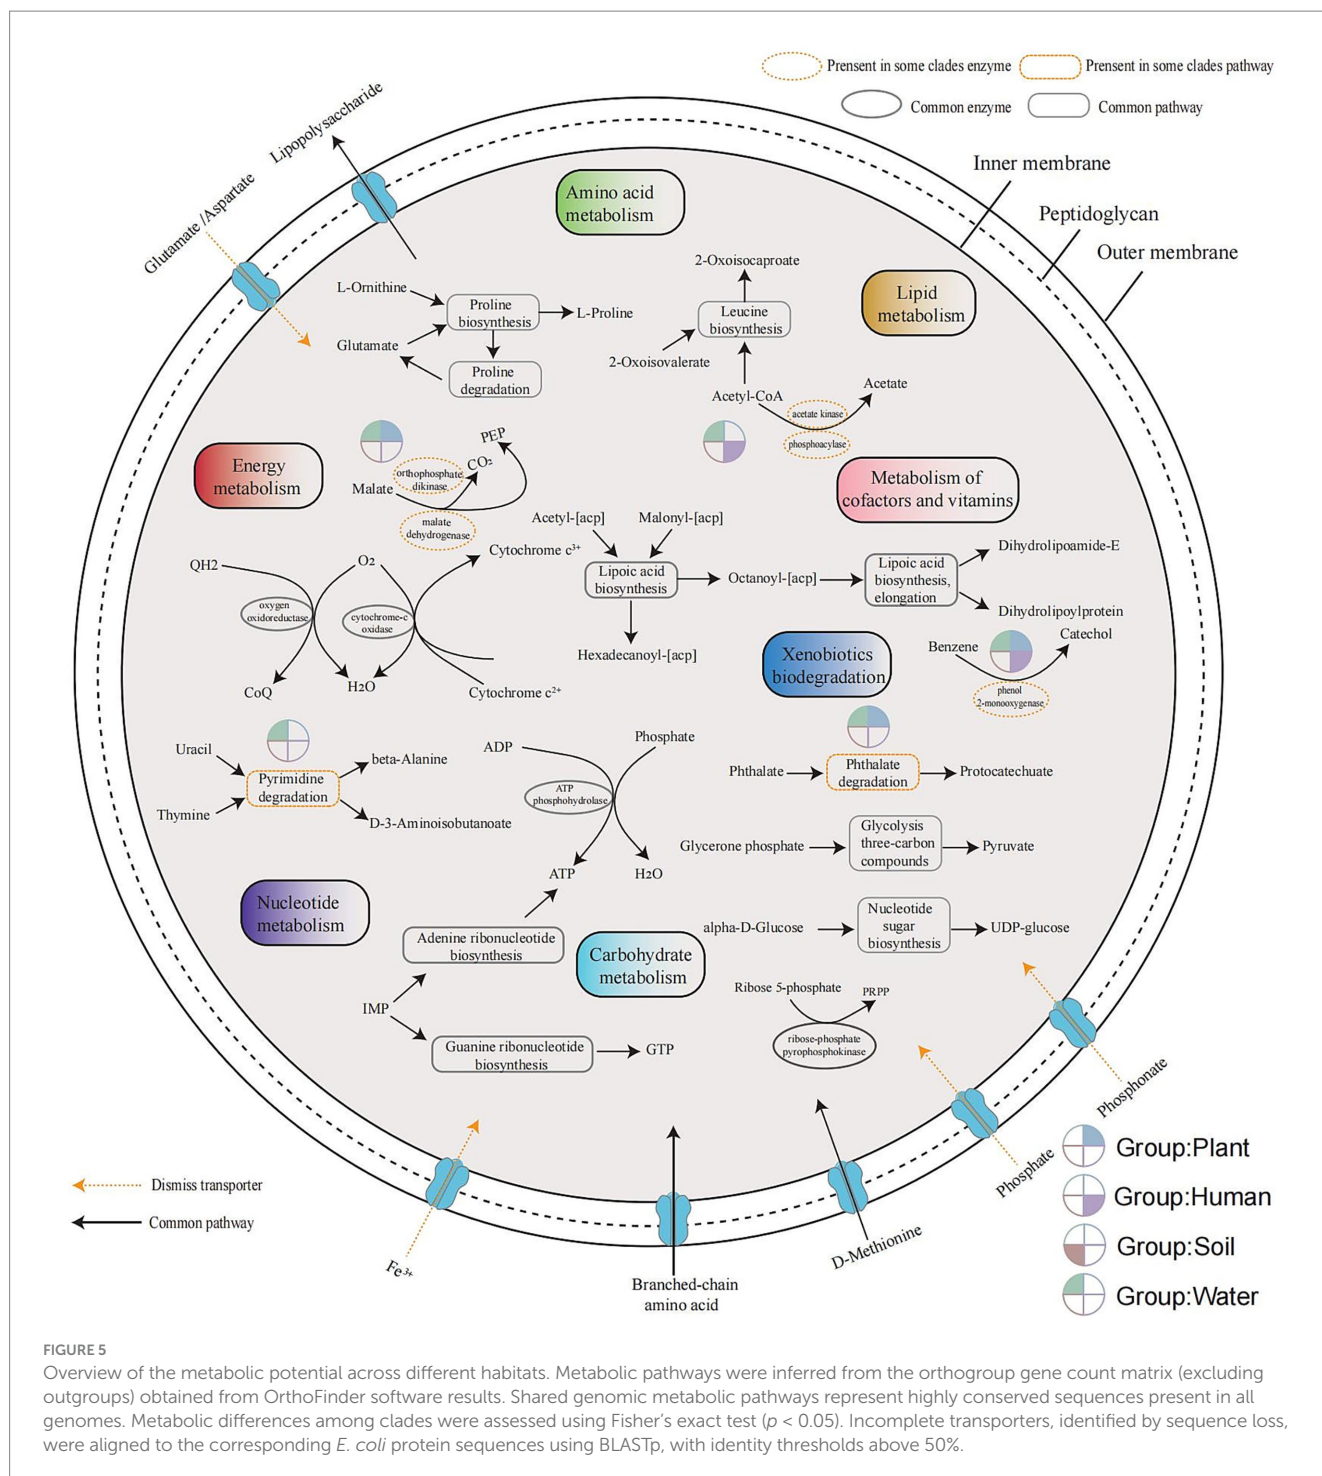 Prensent in some clades enzyme
Prensent in some clades pathway
Common enzyme
Common pathway
Lipopolysaccharide
Glutamate /Aspartate
Inner membrane
Peptidoglycan
Outer membrane
Amino acid
metabolism
2-Oxoisocaproate
L-Ornithine
Proline
biosynthesis
L-Proline
Glutamate
Proline
degradation
Leucine
biosynthesis
2-Oxoisovalerate
Lipid
metabolism
Acetyl-CoA
acetate kinase
Acetate
phosphoacylase
Energy
metabolism
PEP
CO₂
orthophosphate
dikinase
Malate
malate
dehydrogenase
Metabolism of
cofactors and vitamins
Acetyl-[acp]
Malonyl-[acp]
Cytochrome c³⁺
QH2
O2
Lipoic acid
biosynthesis
Octanoyl-[acp]
Lipoic acid
biosynthesis,
elongation
Dihydrolipoamide-E
Dihydrolipoylprotein
oxygen
oxidoreductase
cytochrome-c
oxidase
Hexadecanoyl-[acp]
CoQ
H2O
Cytochrome c²⁺
Xenobiotics
biodegradation
Benzene
Catechol
phenol
2-monooxygenase
Uracil
beta-Alanine
Pyrimidine
degradation
Thymine
D-3-Aminoisobutanoate
ADP
Phosphate
ATP
phosphohydrolase
ATP
H2O
Phthalate
Phthalate
degradation
Protocatechuate
Glycerone phosphate
Glycolysis
three-carbon
compounds
Pyruvate
Nucleotide
metabolism
alpha-D-Glucose
Nucleotide
sugar
biosynthesis
UDP-glucose
Adenine ribonucleotide
biosynthesis
Carbohydrate
metabolism
IMP
Guanine ribonucleotide
biosynthesis
GTP
Ribose 5-phosphate
PRPP
ribose-phosphate
pyrophosphokinase
Phosphonate
Phosphate
D-Methionine
Branched-chain
amino acid
Fe³⁺
Dismiss transporter
Common pathway
Group:Plant
Group:Human
Group:Soil
Group:Water
FIGURE 5
Overview of the metabolic potential across different habitats. Metabolic pathways were inferred from the orthogroup gene count matrix (excluding
outgroups) obtained from OrthoFinder software results. Shared genomic metabolic pathways represent highly conserved sequences present in all
genomes. Metabolic differences among clades were assessed using Fisher's exact test (p < 0.05). Incomplete transporters, identified by sequence loss,
were aligned to the corresponding E. coli protein sequences using BLASTp, with identity thresholds above 50%.